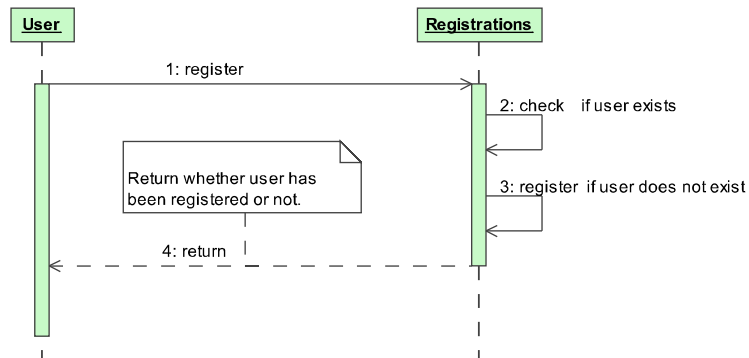 User
Registrations
1: register
2: check if user exists
Return whether user has
been registered or not.
3: register if user does not exist
4: return